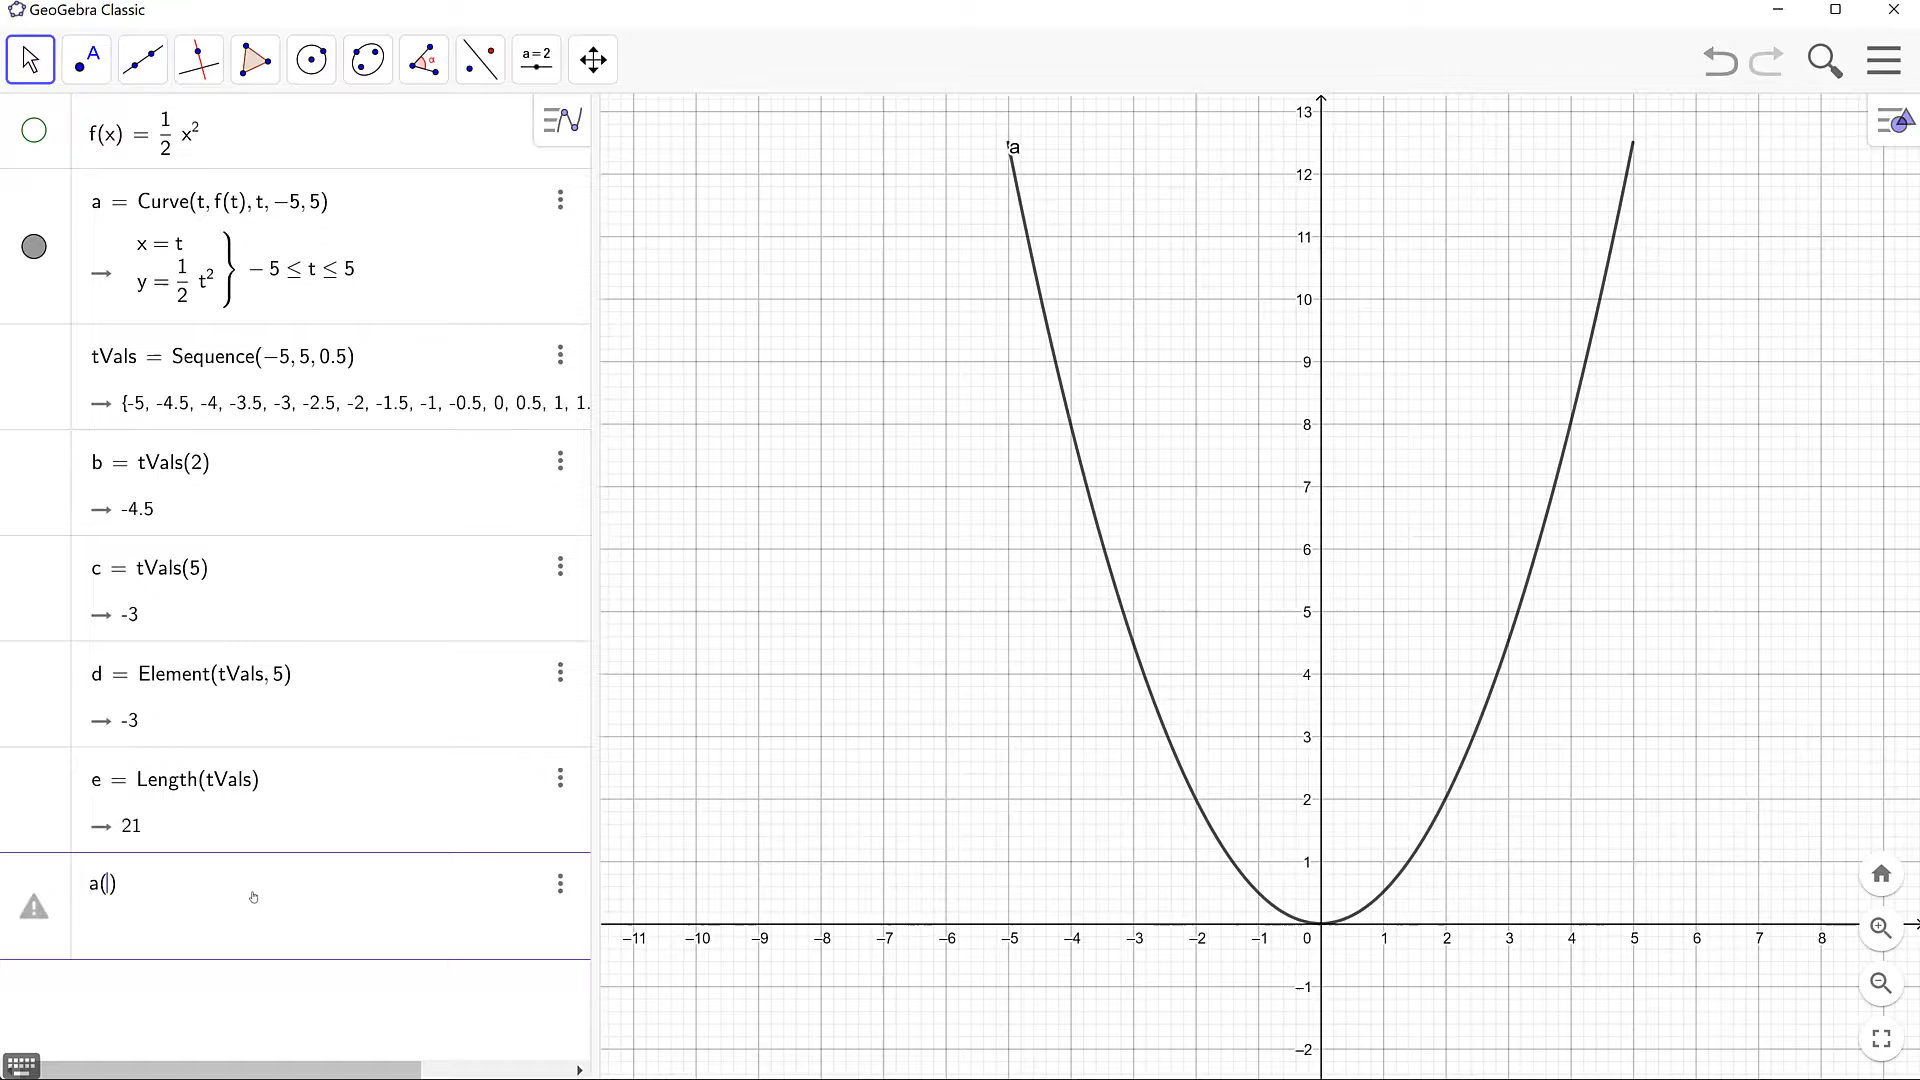 GeoGebra Classic
A
α
a=2
f(x) = 1/2 x²
a = Curve(t, f(t), t, −5, 5)
x = t
y = 1/2 t²
} − 5 ≤ t ≤ 5
→
tVals = Sequence(−5, 5, 0.5)
→ {-5, -4.5, -4, -3.5, -3, -2.5, -2, -1.5, -1, -0.5, 0, 0.5, 1, 1.
b = tVals(2)
→ -4.5
c = tVals(5)
→ -3
d = Element(tVals, 5)
→ -3
e = Length(tVals)
→ 21
a()
a
13
12
11
10
9
8
7
6
5
4
3
2
1
−11 −10 −9 −8 −7 −6 −5 −4 −3 −2 −1 0 1 2 3 4 5 6 7 8
−1
−2